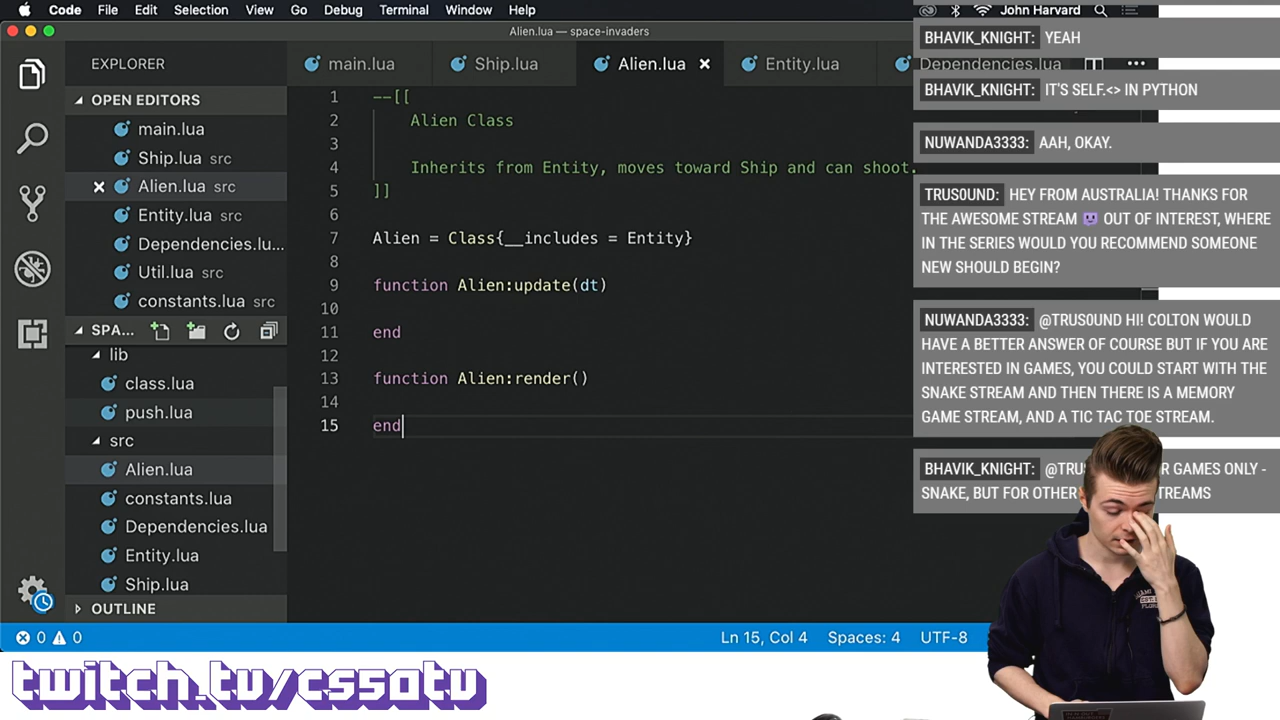 Code File Edit Selection View Go Debug Terminal Window Help John Harvard
Alien.lua — space-invaders
EXPLORER
OPEN EDITORS
main.lua
Ship.lua src
Alien.lua src
Entity.lua src
Dependencies.lu...
Util.lua src
constants.lua src
SPA...
lib
class.lua
push.lua
src
Alien.lua
constants.lua
Dependencies.lua
Entity.lua
Ship.lua
OUTLINE
main.lua Ship.lua Alien.lua Entity.lua Dependencies.lua
1 --[[
2 Alien Class
3
4 Inherits from Entity, moves toward Ship and can shoot.
5 ]]
6
7 Alien = Class{__includes = Entity}
8
9 function Alien:update(dt)
10
11 end
12
13 function Alien:render()
14
15 end
0 0 Ln 15, Col 4 Spaces: 4 UTF-8
BHAVIK_KNIGHT: YEAH
BHAVIK_KNIGHT: IT'S SELF.<> IN PYTHON
NUWANDA3333: AAH, OKAY.
TRUS0UND: HEY FROM AUSTRALIA! THANKS FOR
THE AWESOME STREAM OUT OF INTEREST, WHERE
IN THE SERIES WOULD YOU RECOMMEND SOMEONE
NEW SHOULD BEGIN?
NUWANDA3333: @TRUS0UND HI! COLTON WOULD
HAVE A BETTER ANSWER OF COURSE BUT IF YOU ARE
INTERESTED IN GAMES, YOU COULD START WITH THE
SNAKE STREAM AND THEN THERE IS A MEMORY
GAME STREAM, AND A TIC TAC TOE STREAM.
BHAVIK_KNIGHT: GAMES ONLY -
SNAKE, BUT FOR OTHER
twitch.tv/cs50tv